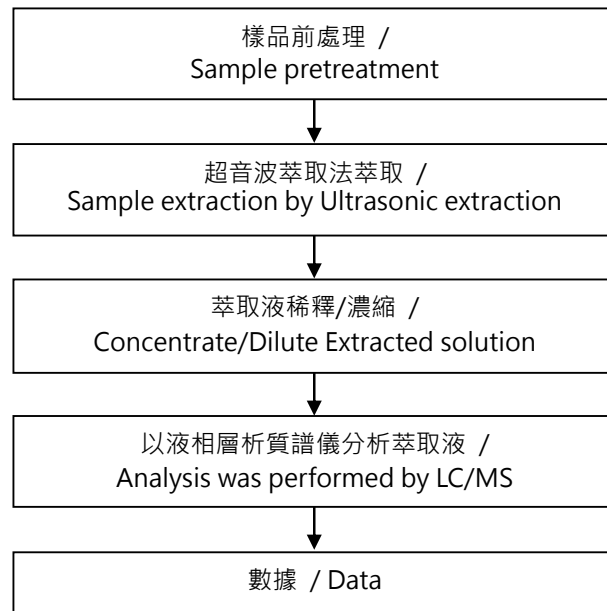 樣品前處理 /
Sample pretreatment
超音波萃取法萃取 /
Sample extraction by Ultrasonic extraction
萃取液稀釋/濃縮 /
Concentrate/Dilute Extracted solution
以液相層析質譜儀分析萃取液 /
Analysis was performed by LC/MS
數據 / Data